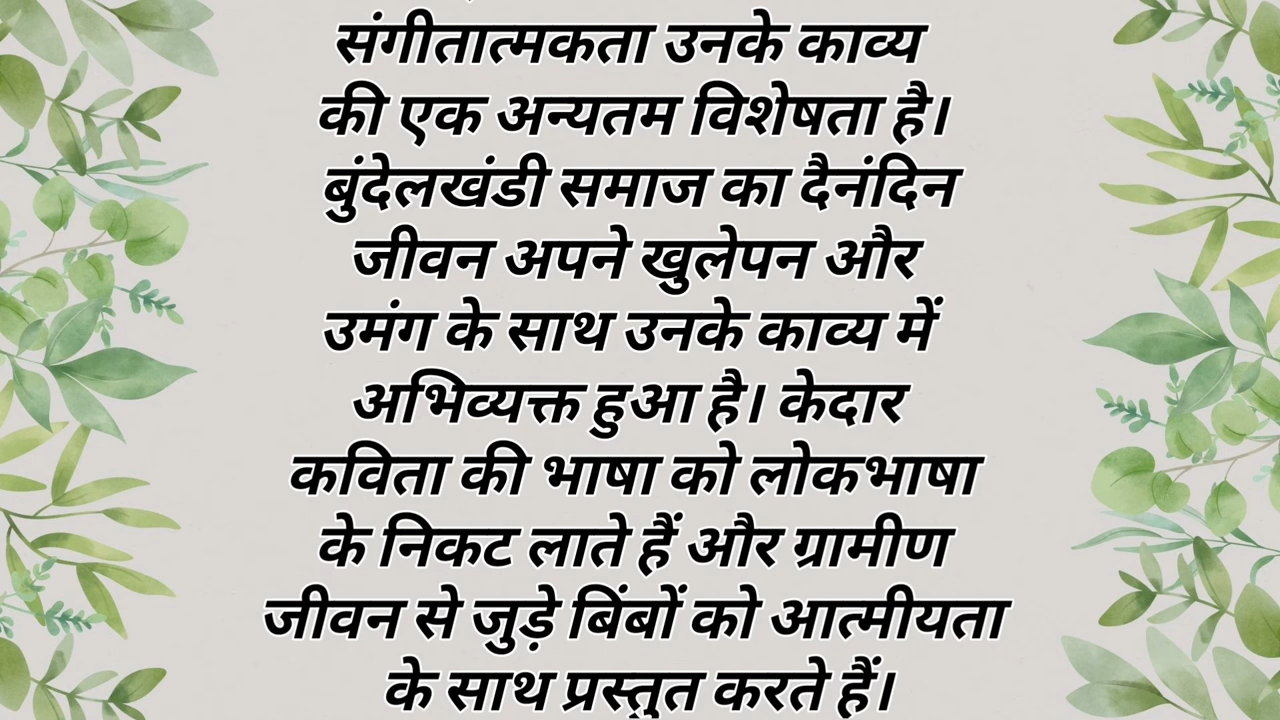 संगीतात्मकता उनके काव्य
की एक अन्यतम विशेषता है।
बुंदेलखंडी समाज का दैनंदिन
जीवन अपने खुलेपन और
उमंग के साथ उनके काव्य में
अभिव्यक्त हुआ है। केदार
कविता की भाषा को लोकभाषा
के निकट लाते हैं और ग्रामीण
जीवन से जुड़े बिंबों को आत्मीयता
के साथ प्रस्तुत करते हैं।